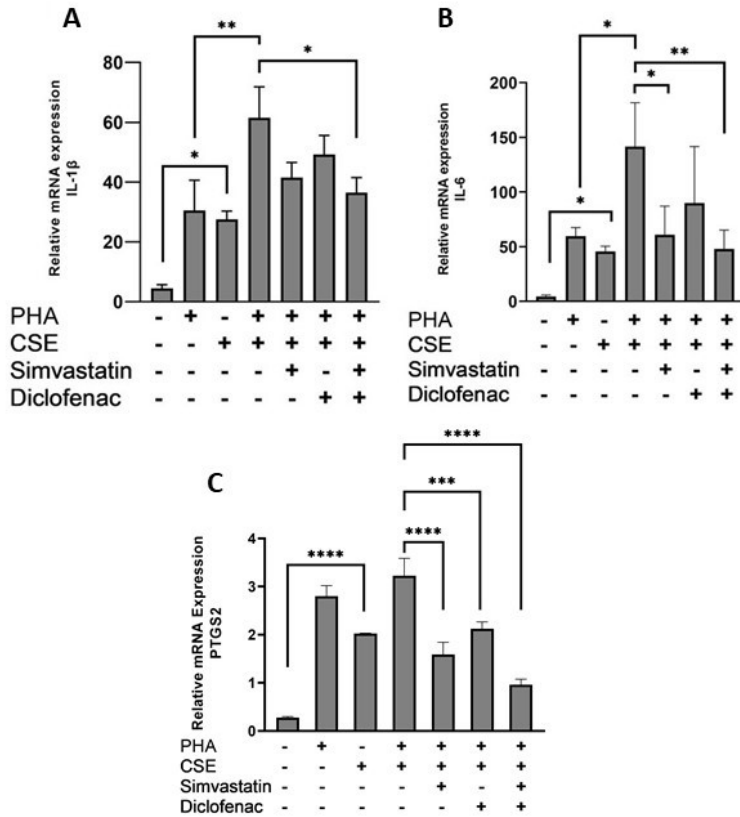 A
Relative mRNA expression
IL-1β
80
60
40
20
0
**
*
*
PHA - + - + + + +
CSE - - + + + + +
Simvastatin - - - - + - +
Diclofenac - - - - - + +
B
Relative mRNA expression
IL-6
200
150
100
50
0
*
**
*
*
PHA - + - + + + +
CSE - - + + + + +
Simvastatin - - - - + - +
Diclofenac - - - - - + +
C
Relative mRNA Expression
PTGS2
4
3
2
1
0
****
***
****
****
PHA - + - + + + +
CSE - - + + + + +
Simvastatin - - - - + - +
Diclofenac - - - - - + +